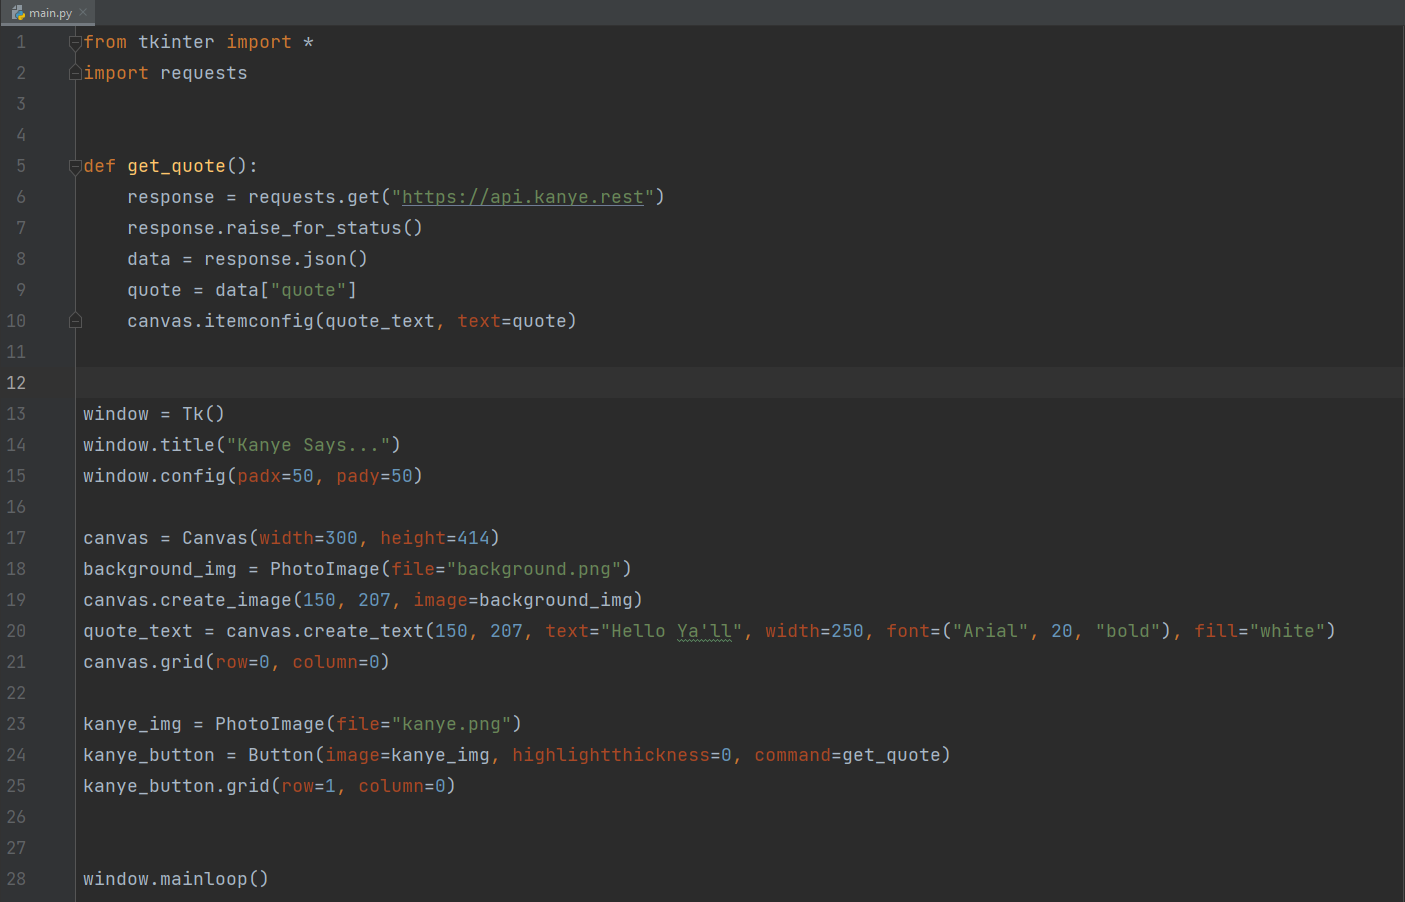 main.py
1 from tkinter import *
2 import requests
3
4
5 def get_quote():
6     response = requests.get("https://api.kanye.rest")
7     response.raise_for_status()
8     data = response.json()
9     quote = data["quote"]
10     canvas.itemconfig(quote_text, text=quote)
11
12
13 window = Tk()
14 window.title("Kanye Says...")
15 window.config(padx=50, pady=50)
16
17 canvas = Canvas(width=300, height=414)
18 background_img = PhotoImage(file="background.png")
19 canvas.create_image(150, 207, image=background_img)
20 quote_text = canvas.create_text(150, 207, text="Hello Ya'll", width=250, font=("Arial", 20, "bold"), fill="white")
21 canvas.grid(row=0, column=0)
22
23 kanye_img = PhotoImage(file="kanye.png")
24 kanye_button = Button(image=kanye_img, highlightthickness=0, command=get_quote)
25 kanye_button.grid(row=1, column=0)
26
27
28 window.mainloop()